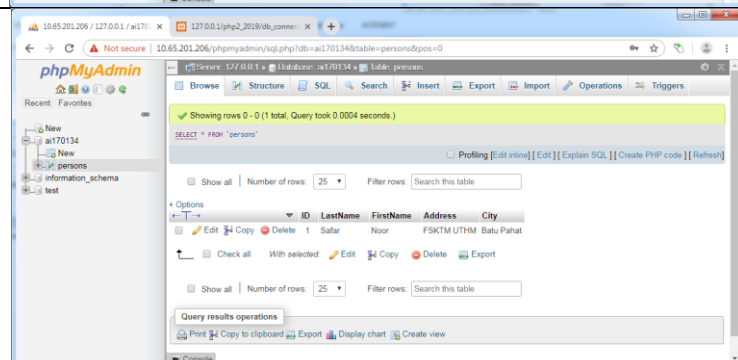 10.65.201.206 / 127.0.0.1 / ai170 127.0.0.1/php2_2019/db_connec
Not secure 10.65.201.206/phpmyadmin/sql.php?db=ai170134&table=persons&pos=0
phpMyAdmin
Server: 127.0.0.1 » Database: ai170134 » Table: persons
Browse Structure SQL Search Insert Export Import Operations Triggers
Recent Favorites
New
ai170134
New
persons
information_schema
test
Showing rows 0 - 0 (1 total, Query took 0.0004 seconds.)
SELECT * FROM `persons`
Profiling [Edit inline] [ Edit ] [ Explain SQL ] [ Create PHP code ] [ Refresh]
Show all Number of rows: 25 Filter rows: Search this table
+ Options
ID LastName FirstName Address City
Edit Copy Delete 1 Safar Noor FSKTM UTHM Batu Pahat
Check all With selected: Edit Copy Delete Export
Show all Number of rows: 25 Filter rows: Search this table
Query results operations
Print Copy to clipboard Export Display chart Create view
Console